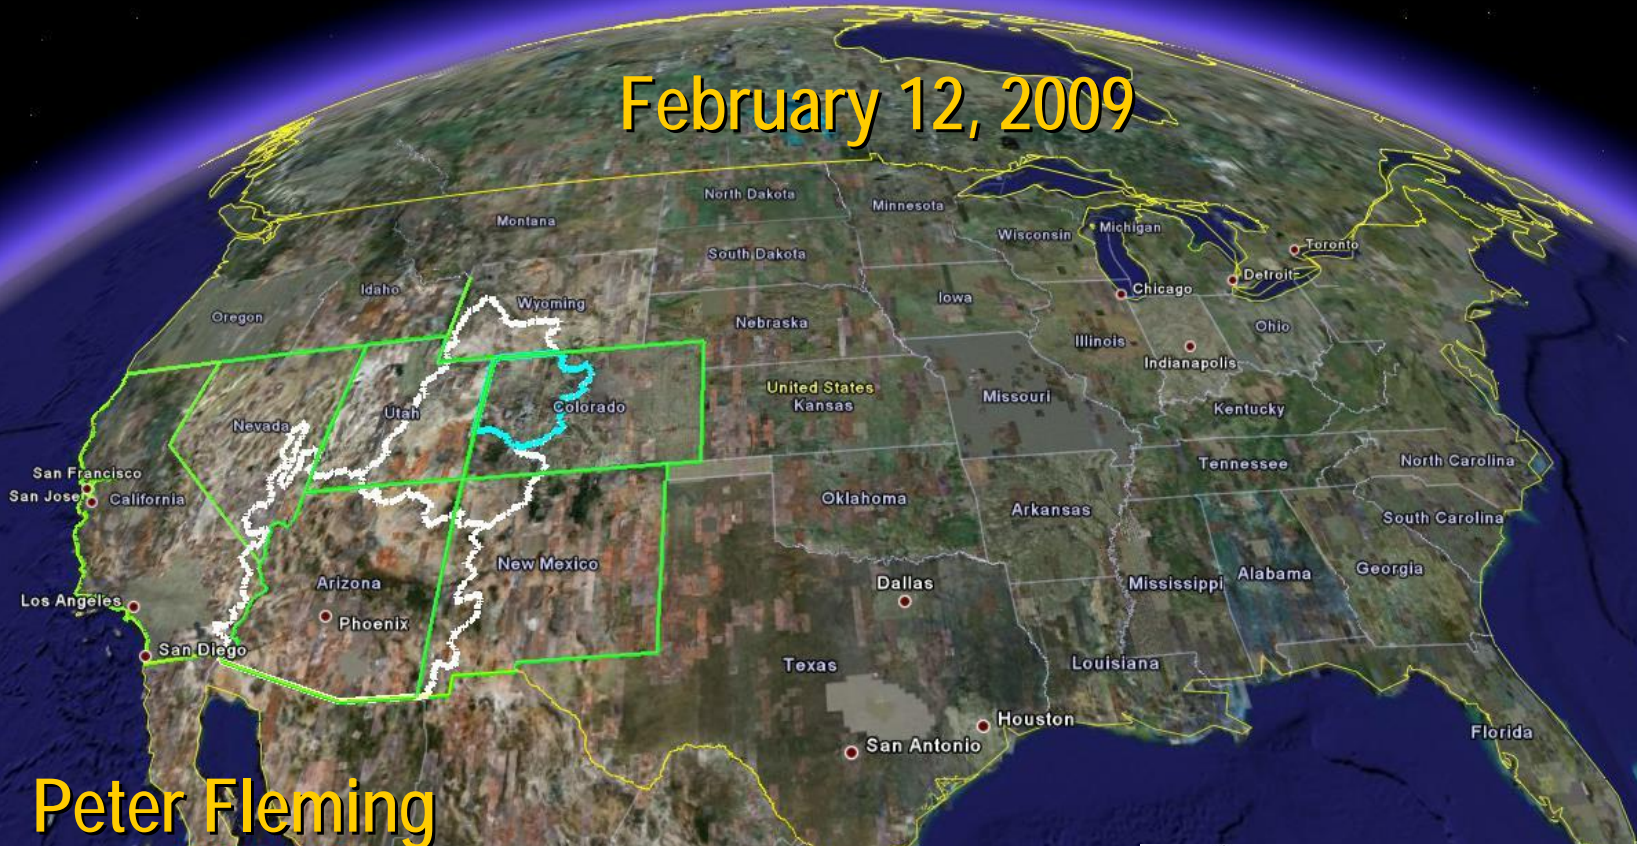 February 12, 2009
North Dakota
Minnesota
Montana
Wisconsin
Michigan
Toronto
South Dakota
Detroit
Idaho
Chicago
Wyoming
Iowa
Oregon
Nebraska
Ohio
Illinois
Indianapolis
United States
Kansas
Missouri
Utah
Colorado
Kentucky
Nevada
San Francisco
Tennessee
North Carolina
San Jose
California
Oklahoma
Arkansas
South Carolina
New Mexico
Georgia
Alabama
Arizona
Dallas
Mississippi
Los Angeles
Phoenix
San Diego
Texas
Louisiana
Houston
Florida
San Antonio
Peter Fleming